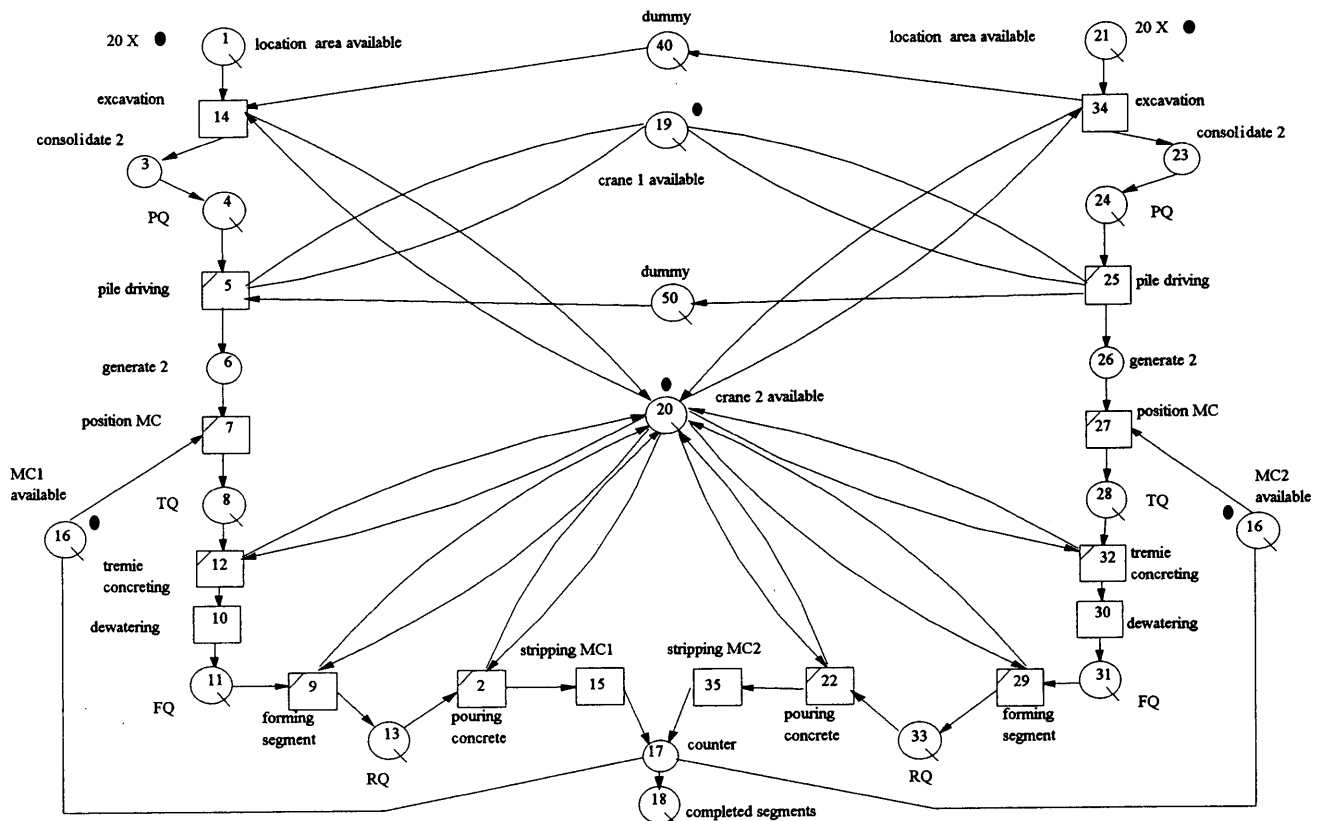 dummy
20 X
1
location area available
40
location area available
21
20 X
excavation
14
19
34
excavation
consolidate 2
consolidate 2
3
23
4
crane 1 available
24
PQ
PQ
dummy
pile driving
5
50
25
pile driving
generate 2
6
26
generate 2
crane 2 available
position MC
7
20
27
position MC
MC1
available
MC2
available
TQ
8
28
TQ
16
16
tremie
concreting
12
32
tremie
concreting
dewatering
10
30
dewatering
stripping MC1
stripping MC2
11
9
2
15
35
22
29
31
FQ
forming
segment
pouring
concrete
pouring
concrete
forming
segment
FQ
13
33
17
counter
RQ
RQ
18
completed segments